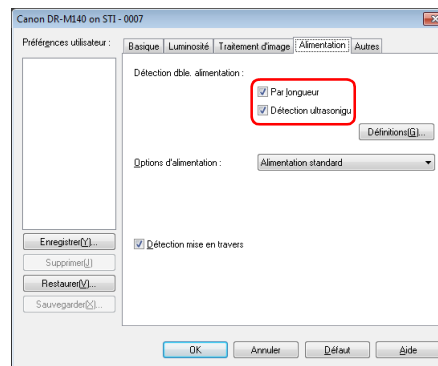 Canon DR-M140 on STI - 0007
Préférences utilisateur :
Basique Luminosité Traitement d'image Alimentation Autres
Détection dble. alimentation :
Par longueur
Détection ultrasoniqu
Définitions(G)...
Options d'alimentation : Alimentation standard
Enregistrer(Y)...
Détection mise en travers
Supprimer(J)
Restaurer(V)...
Sauvegarder(X)...
OK Annuler Défaut Aide